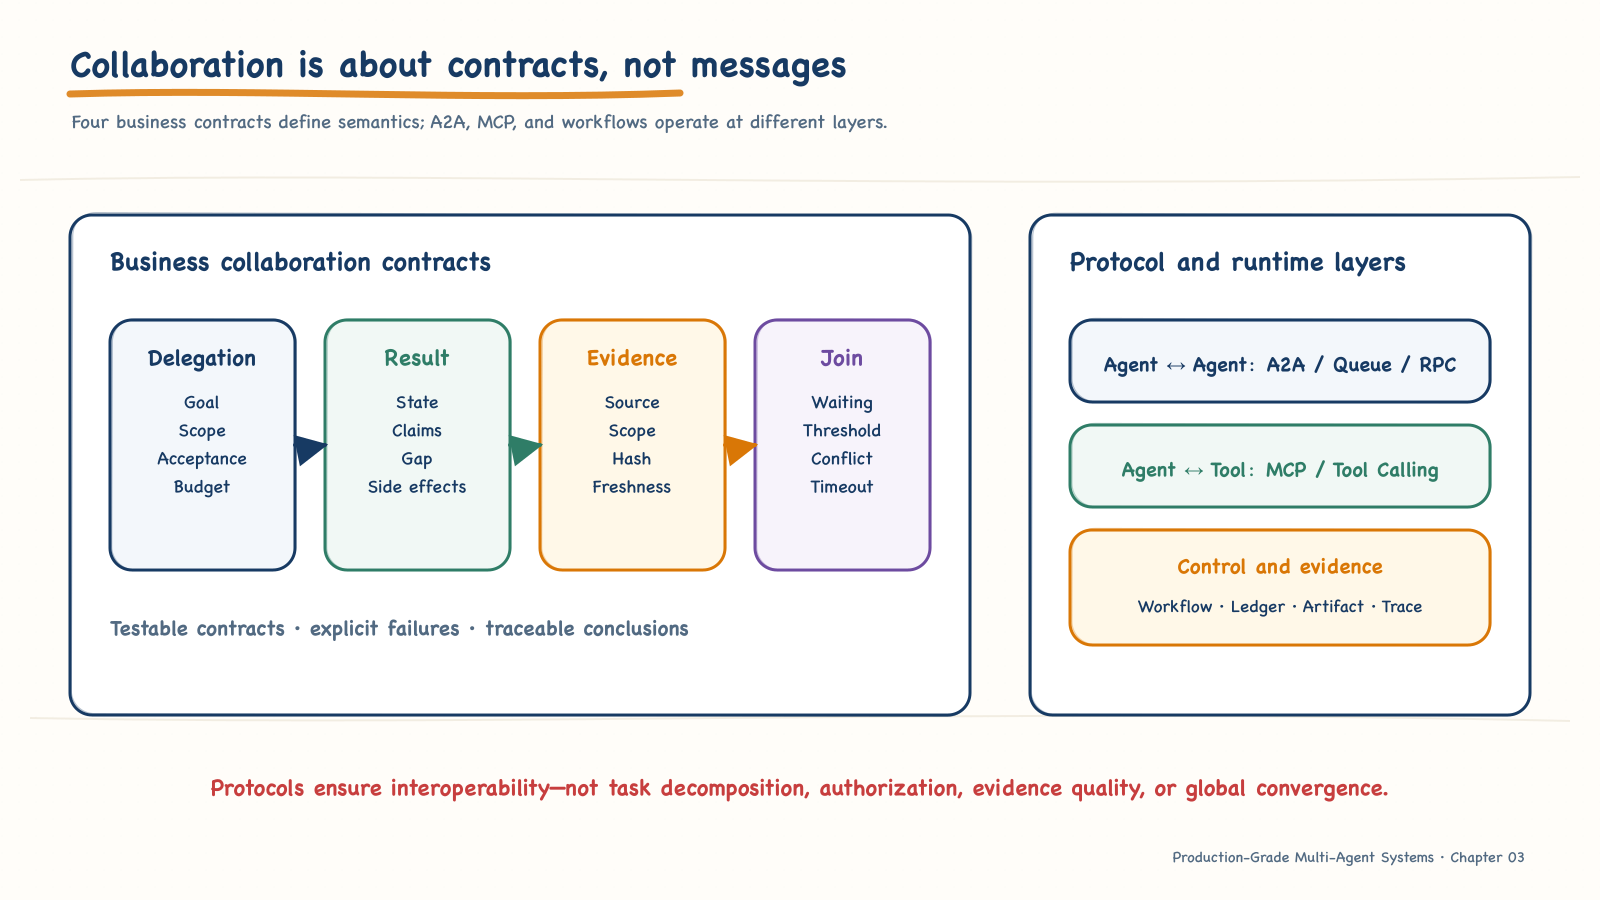 Collaboration is about contracts, not messages
Four business contracts define semantics; A2A, MCP, and workflows operate at different layers.
Business collaboration contracts
Delegation
Goal
Scope
Acceptance
Budget
Result
State
Claims
Gap
Side effects
Evidence
Source
Scope
Hash
Freshness
Join
Waiting
Threshold
Conflict
Timeout
Testable contracts · explicit failures · traceable conclusions
Protocol and runtime layers
Agent ↔ Agent: A2A / Queue / RPC
Agent ↔ Tool: MCP / Tool Calling
Control and evidence
Workflow · Ledger · Artifact · Trace
Protocols ensure interoperability—not task decomposition, authorization, evidence quality, or global convergence.
Production-Grade Multi-Agent Systems · Chapter 03